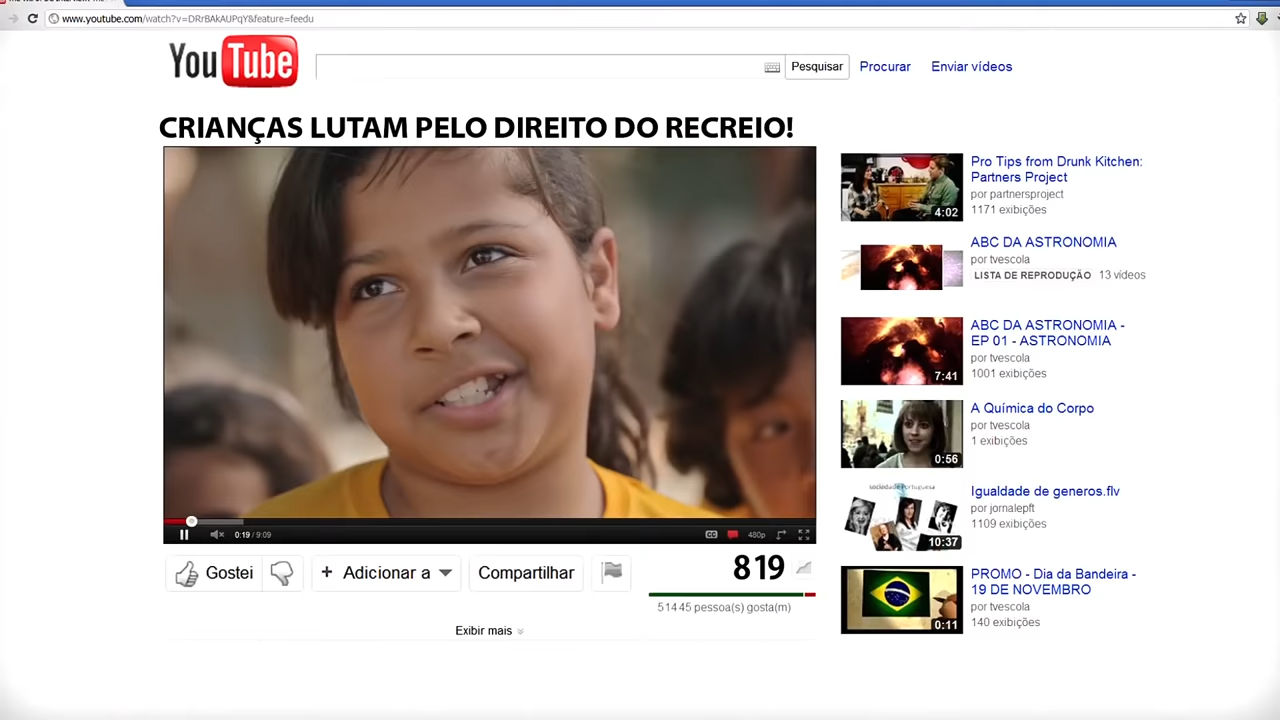 www.youtube.com/watch?v=DRrBAkAUPqY&feature=feedu
YouTube
Pesquisar
Procurar
Enviar vídeos
CRIANÇAS LUTAM PELO DIREITO DO RECREIO!
0:19 / 9:09
CC
480p
Gostei
+ Adicionar a
Compartilhar
819
51445 pessoa(s) gosta(m)
Exibir mais
4:02
Pro Tips from Drunk Kitchen:
Partners Project
por partnersproject
1171 exibições
ABC DA ASTRONOMIA
por tvescola
LISTA DE REPRODUÇÃO 13 vídeos
7:41
ABC DA ASTRONOMIA -
EP 01 - ASTRONOMIA
por tvescola
1001 exibições
0:56
A Química do Corpo
por tvescola
1 exibições
sociedade Portuguesa
10:37
Igualdade de generos.flv
por jornalepft
1109 exibições
0:11
PROMO - Dia da Bandeira -
19 DE NOVEMBRO
por tvescola
140 exibições